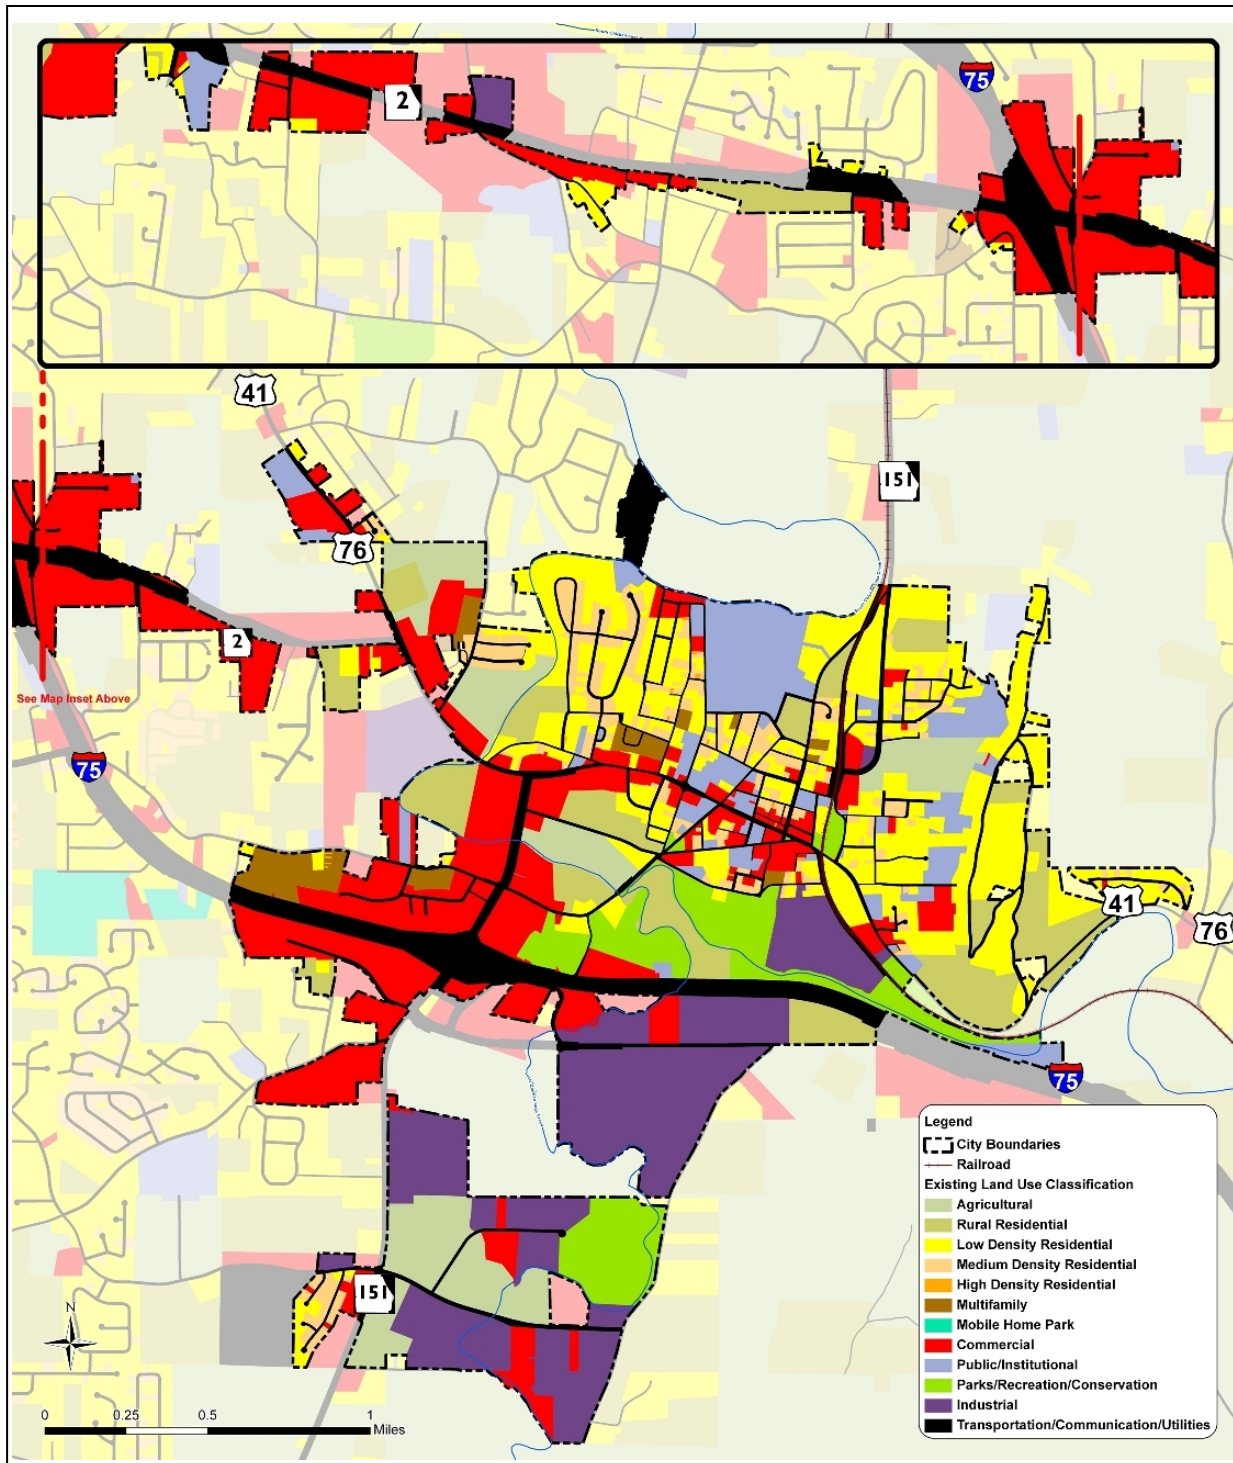 75
2
41
151
76
2
See Map Inset Above
75
41
76
75
151
N
0 0.25 0.5 1
Miles
Legend
City Boundaries
Railroad
Existing Land Use Classification
Agricultural
Rural Residential
Low Density Residential
Medium Density Residential
High Density Residential
Multifamily
Mobile Home Park
Commercial
Public/Institutional
Parks/Recreation/Conservation
Industrial
Transportation/Communication/Utilities